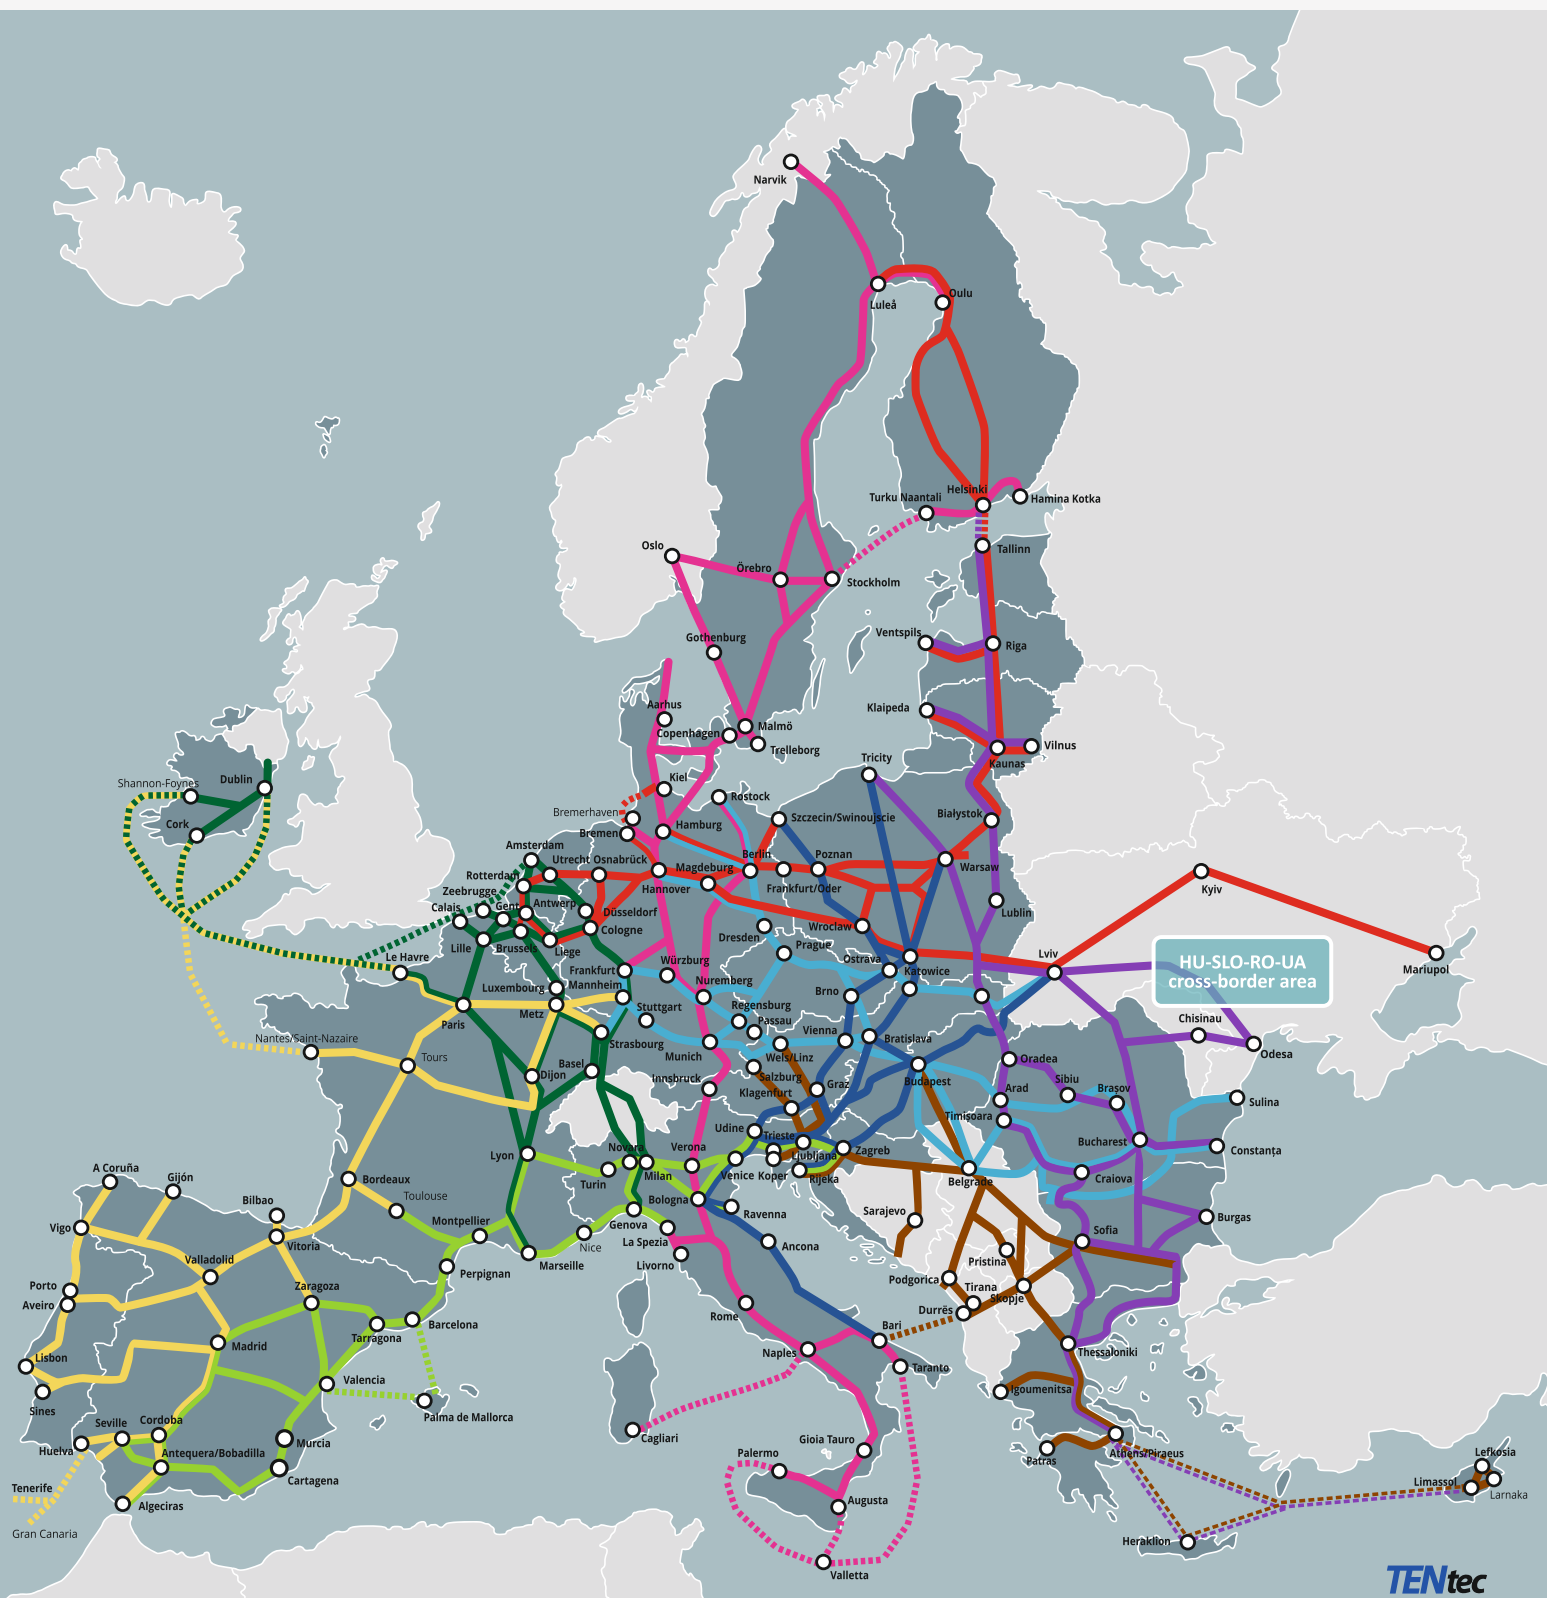 Narvik
Oulu
Luleå
Helsinki
Turku Naantali
Hamina Kotka
Oslo
Tallinn
Örebro
Stockholm
Ventspils
Gothenburg
Riga
Aarhus
Klaipeda
Malmö
Copenhagen
Trelleborg
Vilnus
Tricity
Kaunas
Shannon-Foynes
Dublin
Kiel
Rostock
Bremerhaven
Szczecin/Swinoujscie
Białystok
Cork
Bremen
Hamburg
Amsterdam
Utrecht
Osnabrück
Berlin
Poznan
Magdeburg
Warsaw
Rotterdam
Hannover
Frankfurt/Oder
Kyiv
Zeebrugge
Calais
Gent
Antwerp
Düsseldorf
Lublin
Cologne
Wroclaw
Lille
Brussels
Liege
Dresden
Prague
Le Havre
Lviv
HU-SLO-RO-UA
cross-border area
Frankfurt
Würzburg
Ostrava
Katowice
Mariupol
Luxembourg
Mannheim
Nuremberg
Brno
Paris
Metz
Stuttgart
Regensburg
Passau
Chisinau
Nantes/Saint-Nazaire
Strasbourg
Vienna
Bratislava
Odesa
Tours
Munich
Wels/Linz
Basel
Dijon
Innsbruck
Salzburg
Graz
Budapest
Oradea
Sibiu
Arad
Brașov
Sulina
Klagenfurt
Timișoara
Udine
Trieste
Novara
Verona
Ljubljana
Zagreb
Bucharest
Constanța
Lyon
Turin
Milan
Venice
Koper
Rijeka
Belgrade
Craiova
A Coruña
Gijón
Bordeaux
Toulouse
Bilbao
Bologna
Ravenna
Sarajevo
Burgas
Vigo
Montpellier
Genova
La Spezia
Sofia
Vitoria
Nice
Ancona
Valladolid
Marseille
Livorno
Pristina
Perpignan
Podgorica
Tirana
Porto
Zaragoza
Aveiro
Rome
Skopje
Durrës
Barcelona
Bari
Tarragona
Madrid
Naples
Thessaloniki
Lisbon
Taranto
Valencia
Igoumenitsa
Sines
Palma de Mallorca
Seville
Cordoba
Cagliari
Huelva
Murcia
Gioia Tauro
Antequera/Bobadilla
Palermo
Patras
Athens/Piraeus
Lefkosia
Cartagena
Limassol
Tenerife
Larnaka
Algeciras
Augusta
Gran Canaria
Heraklion
Valletta
TENtec